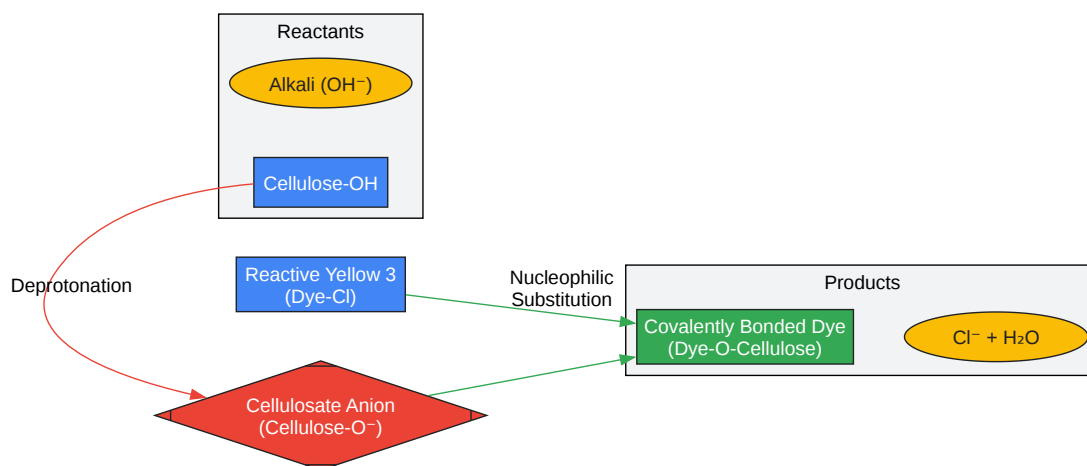 Reactants
Alkali (OH⁻)
Cellulose-OH
Deprotonation
Reactive Yellow 3
(Dye-Cl)
Nucleophilic
Substitution
Products
Covalently Bonded Dye
(Dye-O-Cellulose)
Cl⁻ + H₂O
Cellulosate Anion
(Cellulose-O⁻)